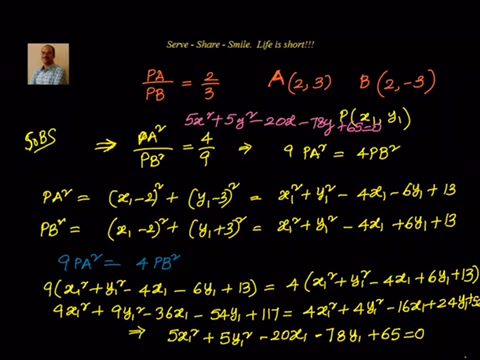 Serve - Share - Smile. Life is short!!!
PA/PB = 2/3 A(2,3) B(2,-3)
5x²+5y²-20x-78y+65=0 P(x₁,y₁)
SOBS ⇒ PA²/PB² = 4/9 ⇒ 9 PA² = 4PB²
PA² = (x₁-2)² + (y₁-3)² = x₁²+y₁² - 4x₁ - 6y₁ + 13
PB² = (x₁-2)² + (y₁+3)² = x₁²+y₁² - 4x₁ + 6y₁ + 13
9PA² = 4PB²
9(x₁²+y₁²-4x₁-6y₁+13) = 4(x₁²+y₁²-4x₁+6y₁+13)
9x₁²+9y₁²-36x₁-54y₁+117 = 4x₁²+4y₁²-16x₁+24y₁+52
⇒ 5x₁²+5y₁²-20x₁-78y₁+65=0